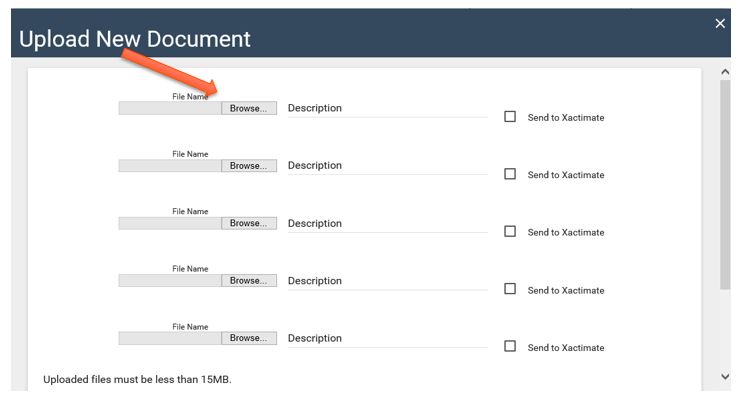 Upload New Document
File Name
Browse... Description
Send to Xactimate
File Name
Browse... Description
Send to Xactimate
File Name
Browse... Description
Send to Xactimate
File Name
Browse... Description
Send to Xactimate
File Name
Browse... Description
Send to Xactimate
Uploaded files must be less than 15MB.